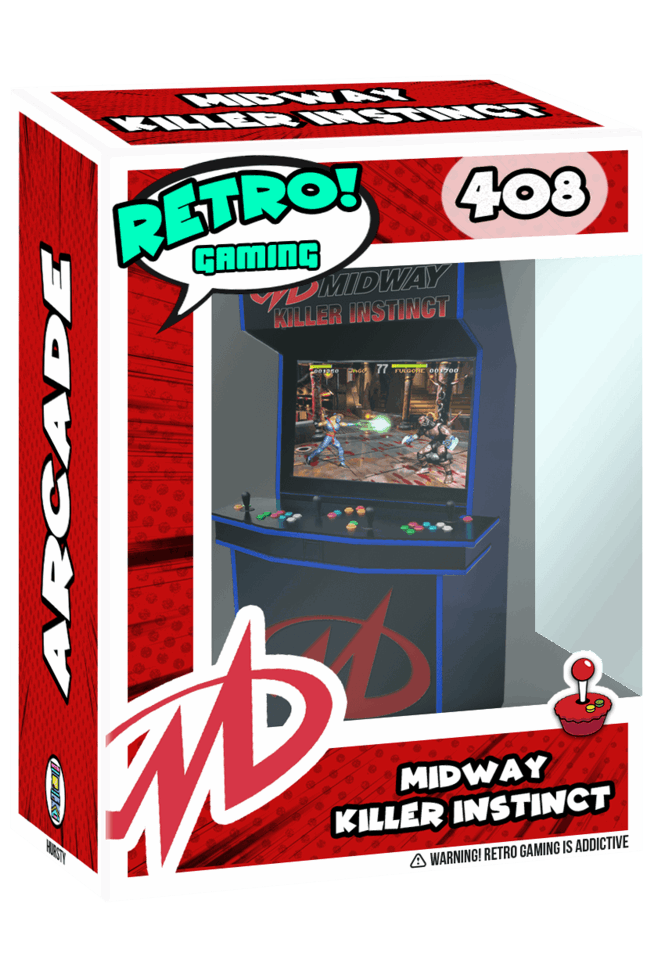 MIDWAY
KILLER INSTINCT
RETRO!
GAMING
408
ARCADE
MIDWAY
KILLER INSTINCT
77
MIDWAY
KILLER INSTINCT
WARNING! RETRO GAMING IS ADDICTIVE
HURSTY